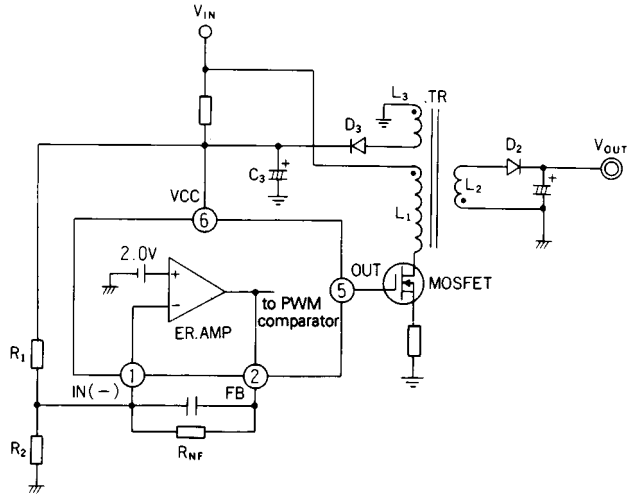 VIN
L3
TR
D3
D2
VOUT
C3
L2
VCC
L1
6
2.0V
+
-
OUT
5
MOSFET
to PWM
comparator
ER.AMP
R1
1
2
IN(-)
FB
R2
RNF